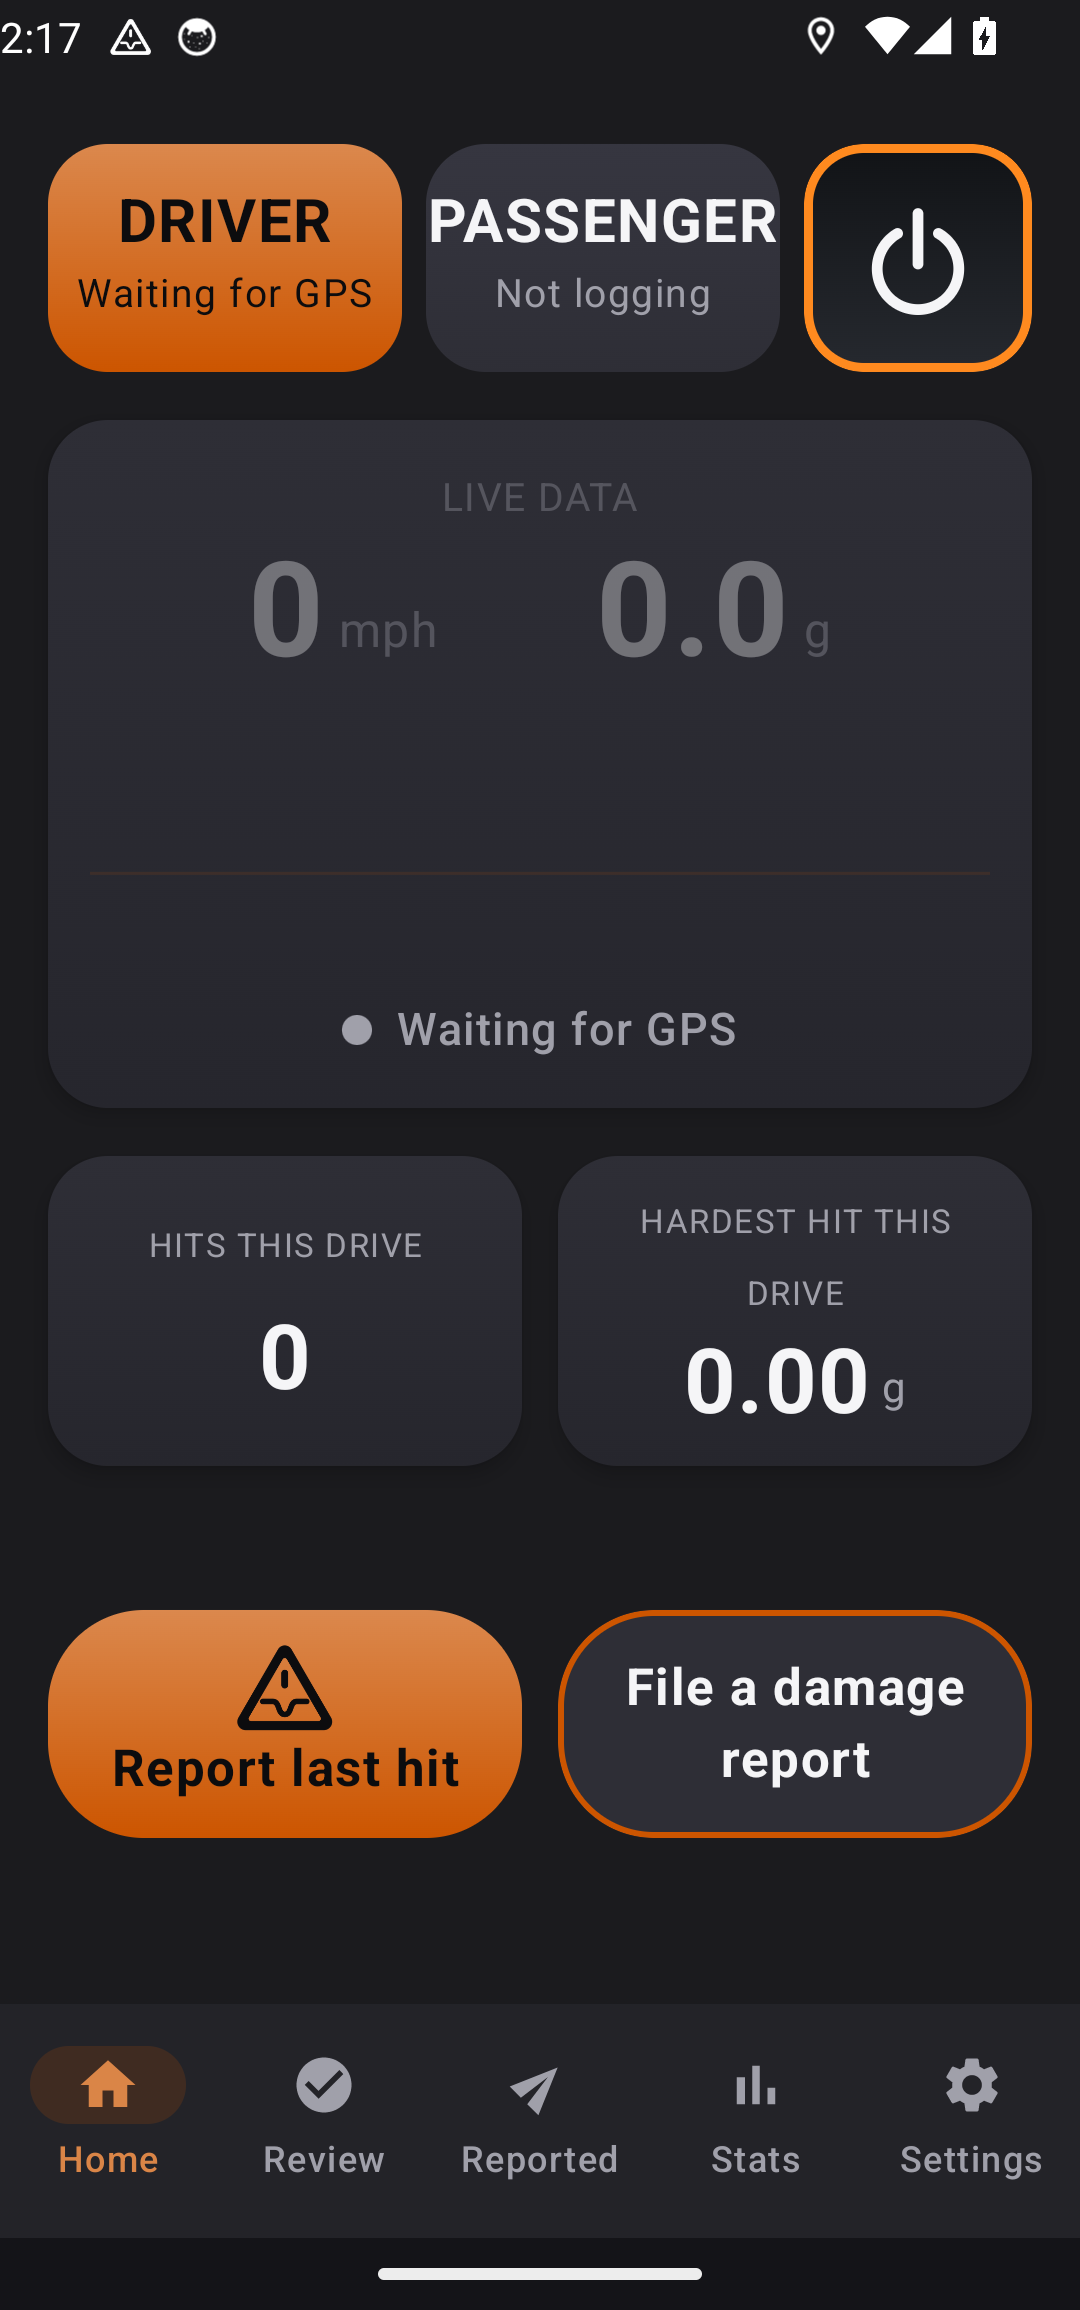 2:17
DRIVER
Waiting for GPS
PASSENGER
Not logging
LIVE DATA
0 mph
0.0 g
Waiting for GPS
HITS THIS DRIVE
0
HARDEST HIT THIS
DRIVE
0.00 g
Report last hit
File a damage
report
Home
Review
Reported
Stats
Settings